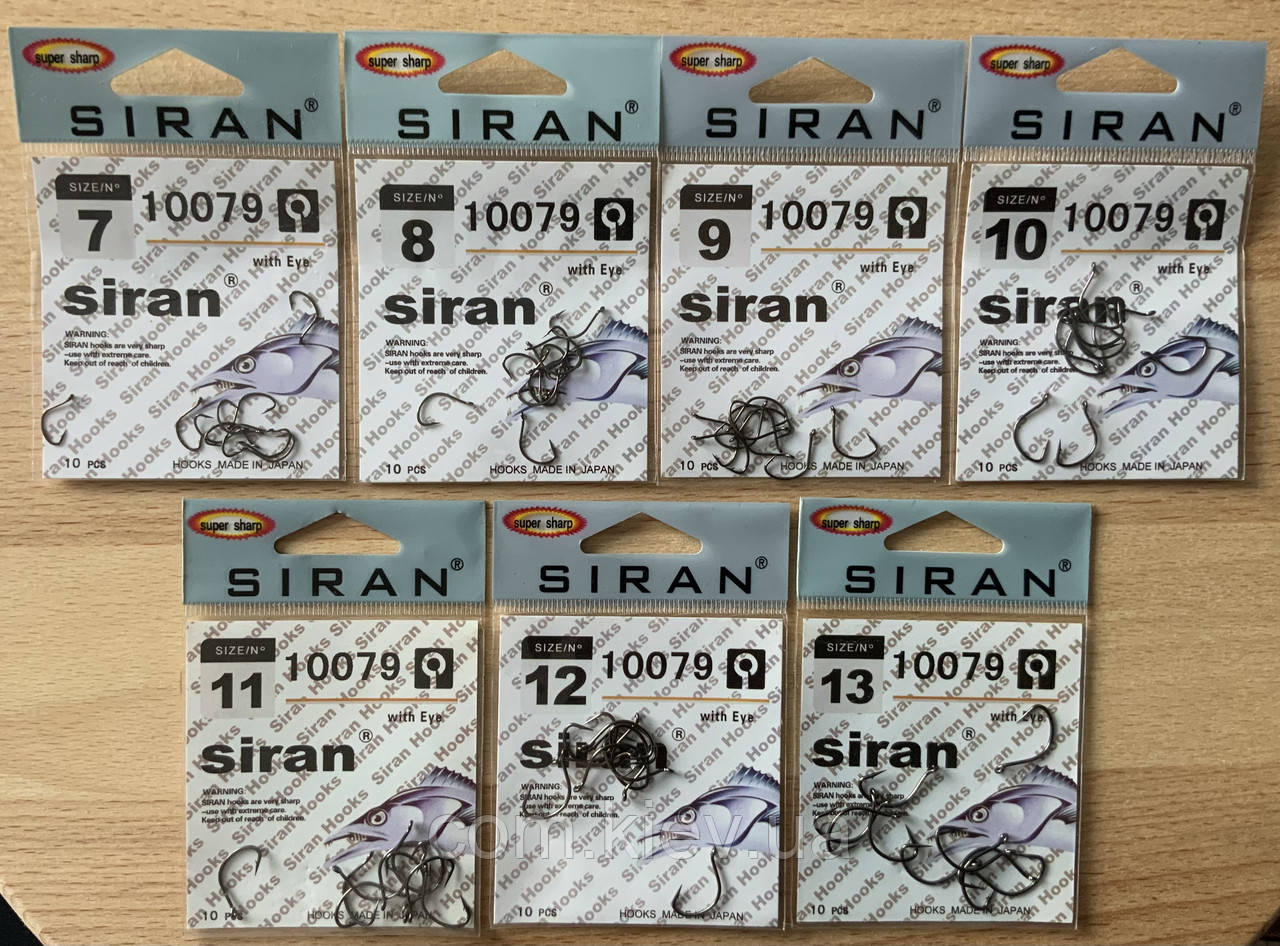 super sharp
SIRAN®
SIZE/Nº
7
10079
with Eye
siran®
WARNING:
SIRAN hooks are very sharp
-use with extreme care.
Keep out of reach of children.
10 PCS
HOOKS MADE IN JAPAN
super sharp
SIRAN®
SIZE/Nº
8
10079
with Eye
siran®
WARNING:
SIRAN hooks are very sharp
-use with extreme care.
Keep out of reach of children.
10 PCS
HOOKS MADE IN JAPAN
super sharp
SIRAN®
SIZE/Nº
9
10079
with Eye
siran®
WARNING:
SIRAN hooks are very sharp
-use with extreme care.
Keep out of reach of children.
10 PCS
HOOKS MADE IN JAPAN
super sharp
SIRAN®
SIZE/Nº
10
10079
with Eye
siran®
WARNING:
SIRAN hooks are very sharp
-use with extreme care.
Keep out of reach of children.
10 PCS
HOOKS MADE IN JAPAN
super sharp
SIRAN®
SIZE/Nº
11
10079
with Eye
siran®
WARNING:
SIRAN hooks are very sharp
-use with extreme care.
Keep out of reach of children.
10 PCS
HOOKS MADE IN JAPAN
super sharp
SIRAN®
SIZE/Nº
12
10079
with Eye
siran®
WARNING:
SIRAN hooks are very sharp
-use with extreme care.
Keep out of reach of children.
10 PCS
HOOKS MADE IN JAPAN
super sharp
SIRAN®
SIZE/Nº
13
10079
with Eye
siran®
WARNING:
SIRAN hooks are very sharp
-use with extreme care.
Keep out of reach of children.
10 PCS
HOOKS MADE IN JAPAN
Siran Hooks
com.kiev.ua